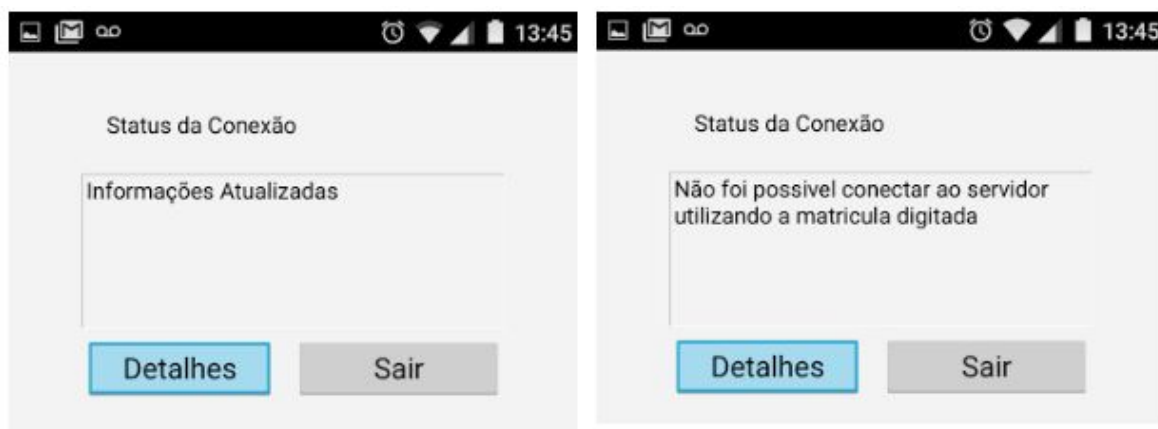 13:45
Status da Conexão
Informações Atualizadas
Detalhes
Sair
13:45
Status da Conexão
Não foi possivel conectar ao servidor
utilizando a matricula digitada
Detalhes
Sair